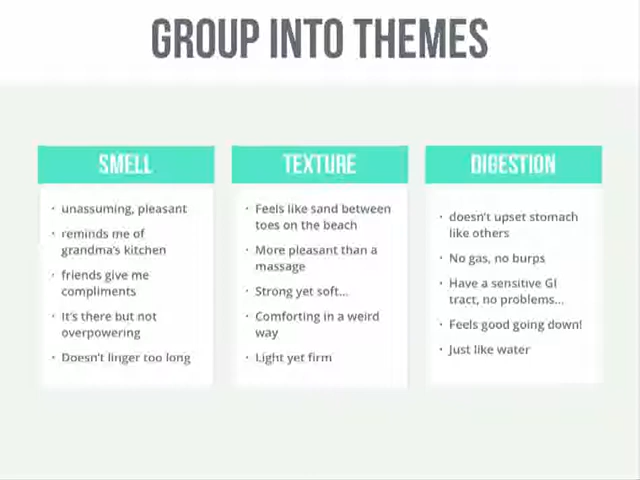 GROUP INTO THEMES
SMELL
· unassuming, pleasant
· reminds me of
grandma's kitchen
· friends give me
compliments
· It's there but not
overpowering
· Doesn't linger too long
TEXTURE
· Feels like sand between
toes on the beach
· More pleasant than a
massage
· Strong yet soft...
· Comforting in a weird
way
· Light yet firm
DIGESTION
· doesn't upset stomach
like others
· No gas, no burps
· Have a sensitive GI
tract, no problems...
· Feels good going down!
· Just like water